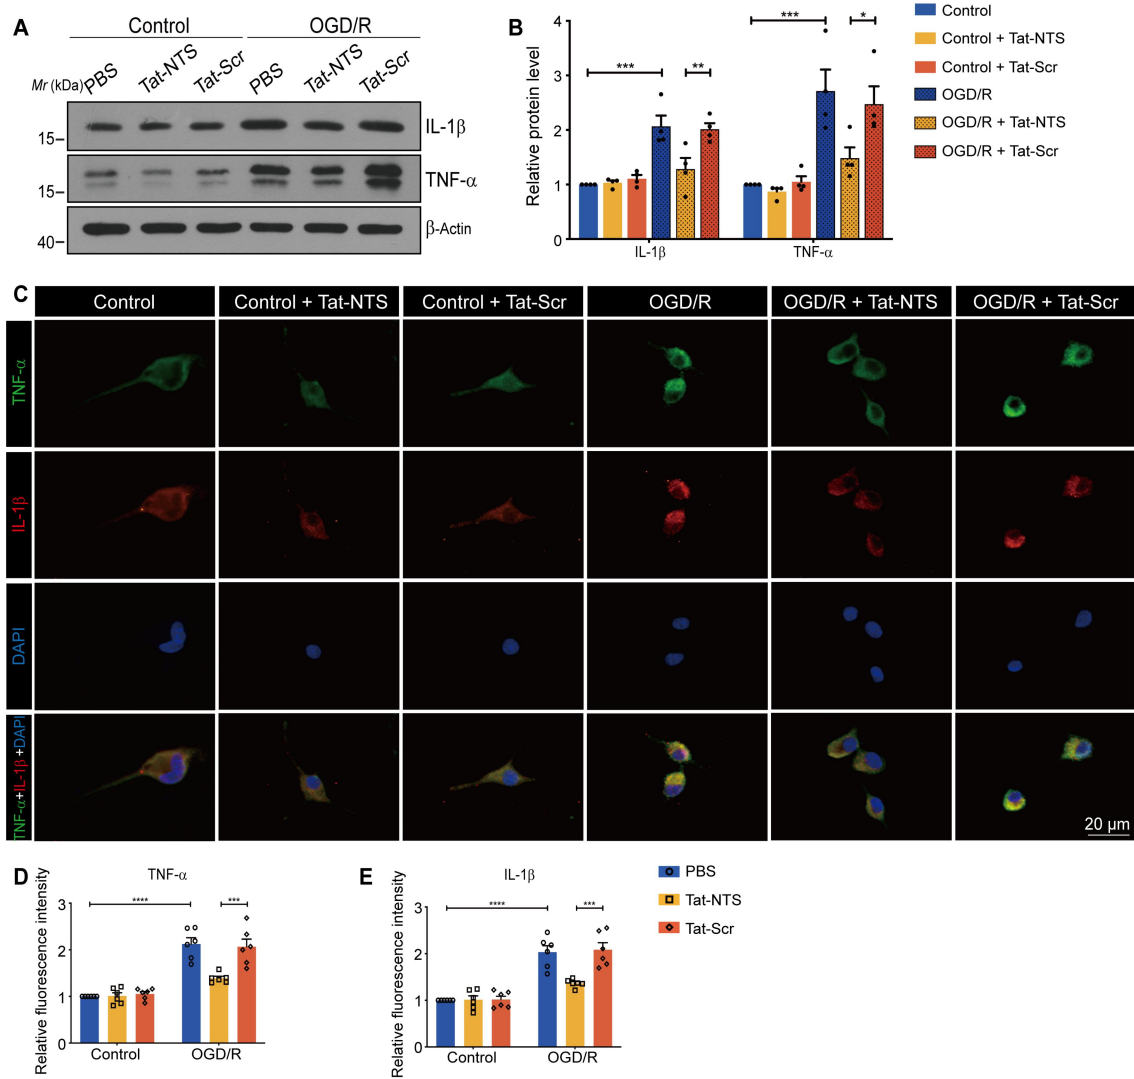 A
Control OGD/R
Mr (kDa) PBS Tat-NTS Tat-Scr PBS Tat-NTS Tat-Scr
IL-1β
15
TNF-α
15
β-Actin
40
B
Relative protein level
4
3
2
1
0
*** ** *** *
IL-1β TNF-α
Control
Control + Tat-NTS
Control + Tat-Scr
OGD/R
OGD/R + Tat-NTS
OGD/R + Tat-Scr
C
Control Control + Tat-NTS Control + Tat-Scr OGD/R OGD/R + Tat-NTS OGD/R + Tat-Scr
TNF-α
IL-1β
DAPI
TNF-α+IL-1β+DAPI
20 µm
D
TNF-α
Relative fluorescence intensity
3
2
1
0
**** ***
Control OGD/R
E
IL-1β
Relative fluorescence intensity
3
2
1
0
**** ***
Control OGD/R
PBS
Tat-NTS
Tat-Scr